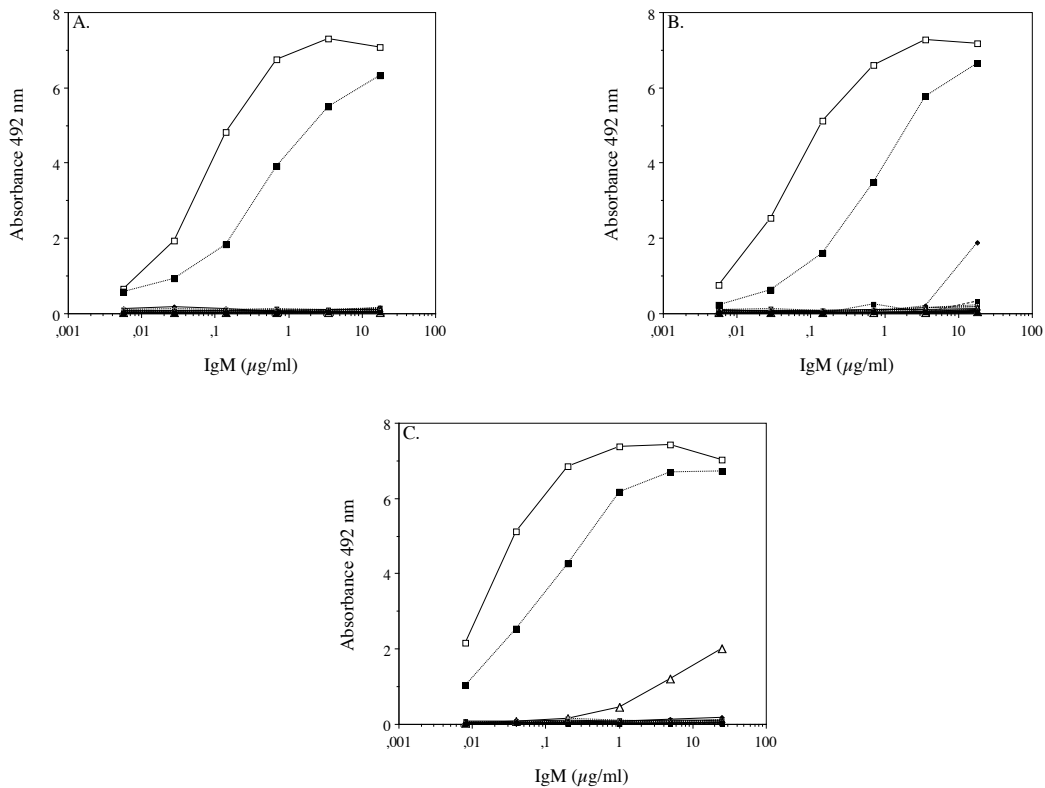 A.
8
6
4
2
0
Absorbance 492 nm
,001 ,01 ,1 1 10 100
IgM (µg/ml)
B.
8
6
4
2
0
Absorbance 492 nm
,001 ,01 ,1 1 10 100
IgM (µg/ml)
C.
8
6
4
2
0
Absorbance 492 nm
,001 ,01 ,1 1 10 100
IgM (µg/ml)